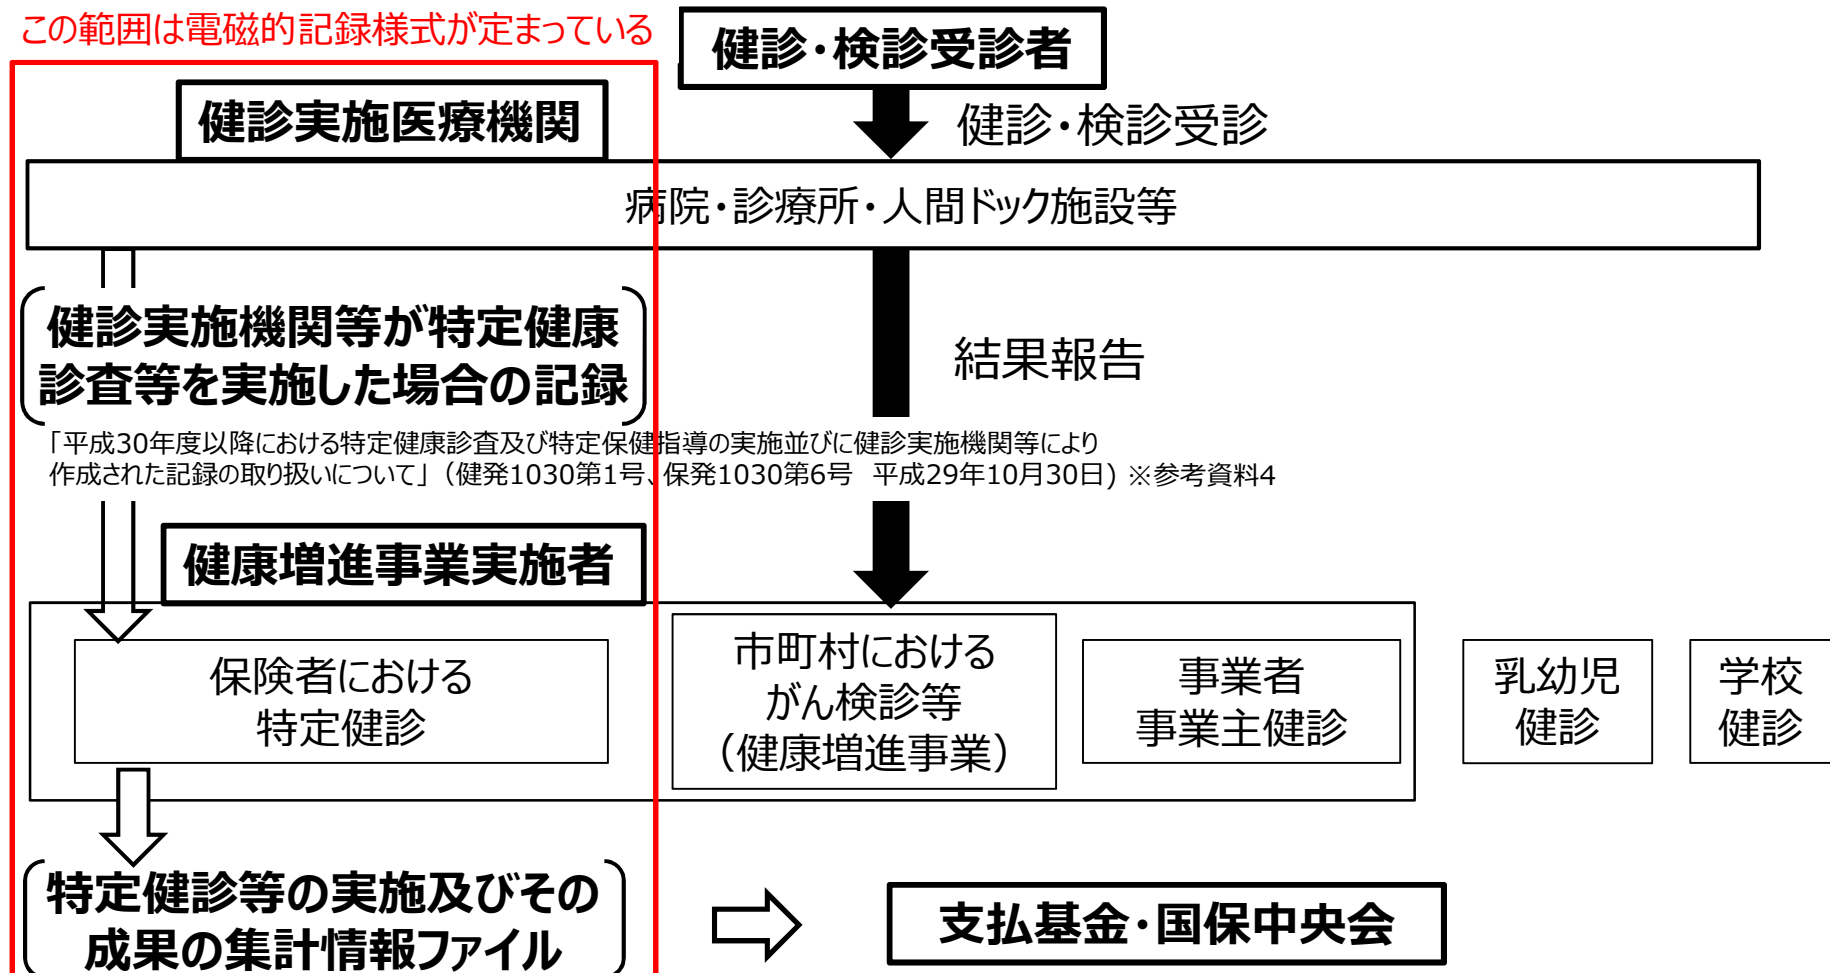 この範囲は電磁的記録様式が定まっている
健診・検診受診者
健診実施医療機関
健診・検診受診
病院・診療所・人間ドック施設等
健診実施機関等が特定健康
診査等を実施した場合の記録
結果報告
「平成30年度以降における特定健康診査及び特定保健指導の実施並びに健診実施機関等により
作成された記録の取り扱いについて」（健発1030第1号、保発1030第6号　平成29年10月30日) ※参考資料4
健康増進事業実施者
保険者における
特定健診
市町村における
がん検診等
（健康増進事業）
事業者
事業主健診
乳幼児
健診
学校
健診
特定健診等の実施及びその
成果の集計情報ファイル
支払基金・国保中央会